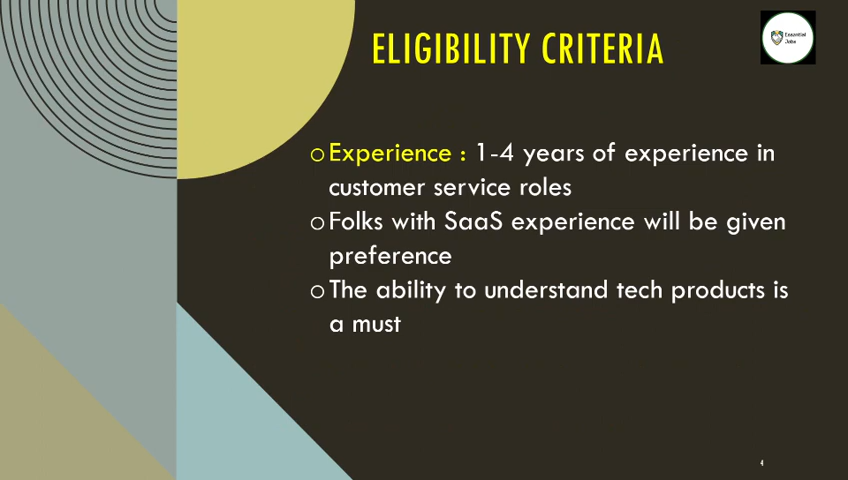 ELIGIBILITY CRITERIA
Essential
Jobs
○Experience : 1-4 years of experience in
customer service roles
○Folks with SaaS experience will be given
preference
○The ability to understand tech products is
a must
4